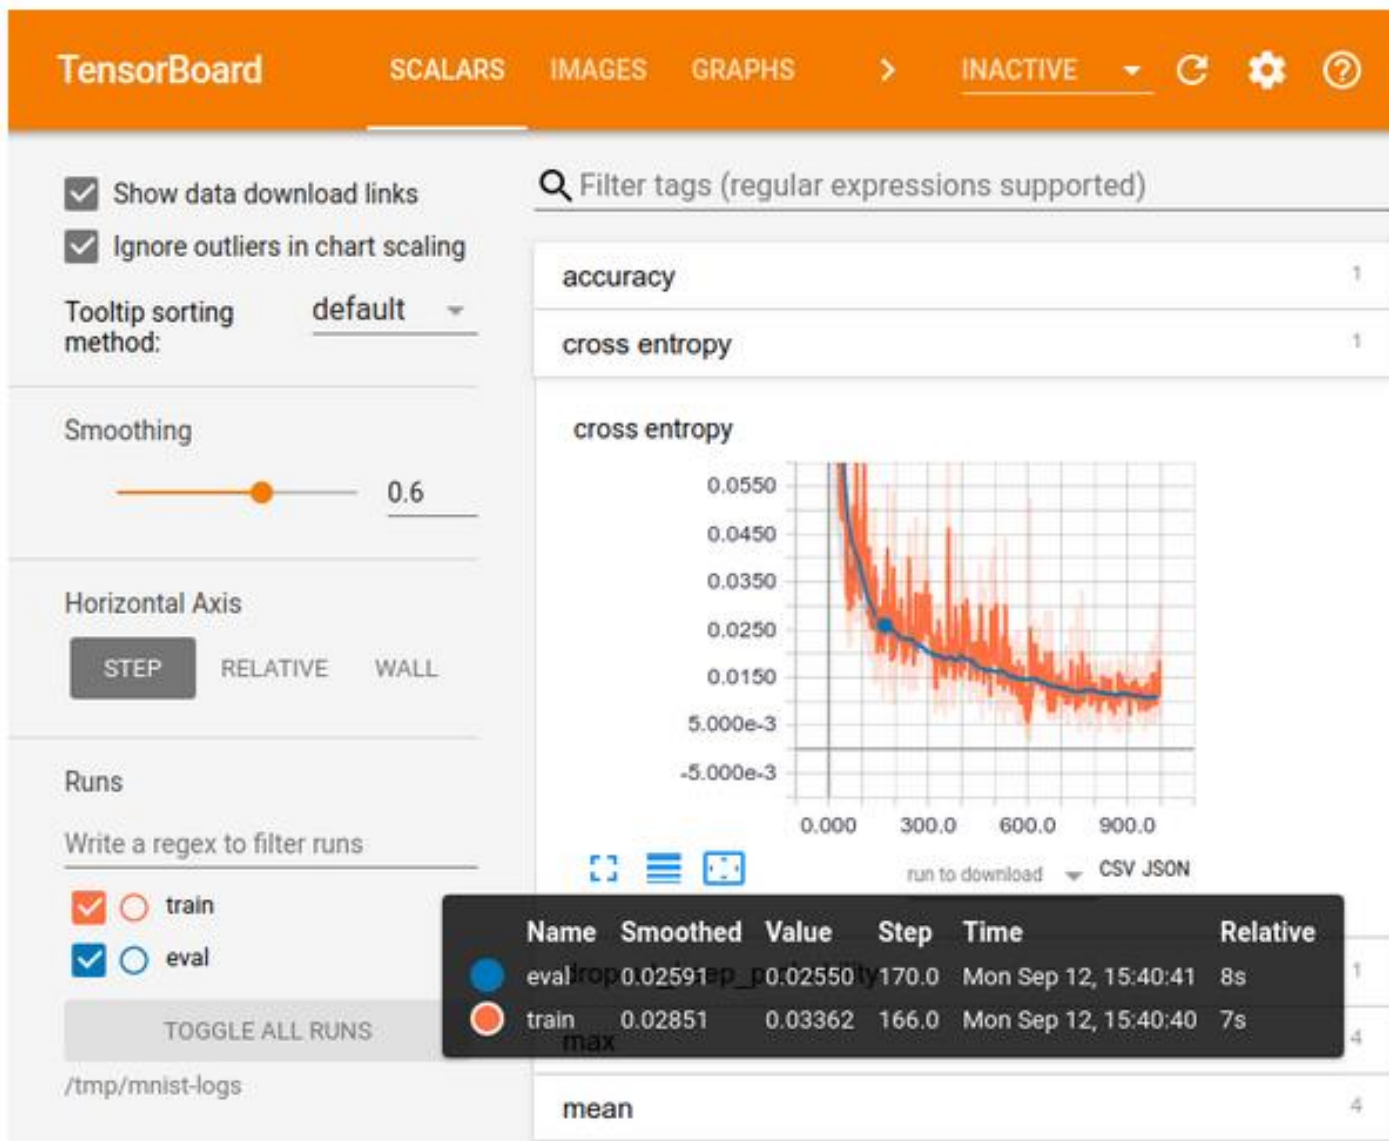 TensorBoard SCALARS IMAGES GRAPHS INACTIVE
Show data download links
Ignore outliers in chart scaling
Tooltip sorting method: default
Smoothing
0.6
Horizontal Axis
STEP RELATIVE WALL
Runs
Write a regex to filter runs
train
eval
TOGGLE ALL RUNS
/tmp/mnist-logs
Filter tags (regular expressions supported)
accuracy 1
cross entropy 1
cross entropy
0.0550
0.0450
0.0350
0.0250
0.0150
5.000e-3
-5.000e-3
0.000 300.0 600.0 900.0
run to download CSV JSON
Name Smoothed Value Step Time Relative
eval 0.02591 0.02550 170.0 Mon Sep 12, 15:40:41 8s
train 0.02851 0.03362 166.0 Mon Sep 12, 15:40:40 7s
1
max 4
mean 4